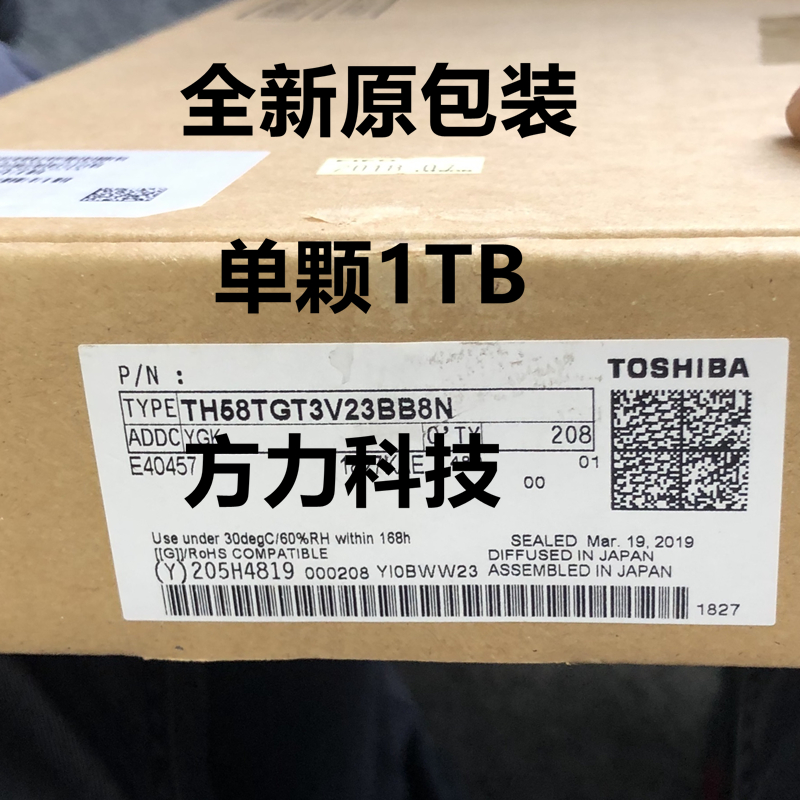 全新原包装
单颗1TB
P/N :
TOSHIBA
TYPE TH58TGT3V23BB8N
ADDC YGK Q'TY 208
E40457
01
方力科技
00
Use under 30degC/60%RH within 168h
SEALED Mar. 19, 2019
[[G]]/RoHS COMPATIBLE
DIFFUSED IN JAPAN
(Y)205H4819 000208 YI0BWW23 ASSEMBLED IN JAPAN
1827